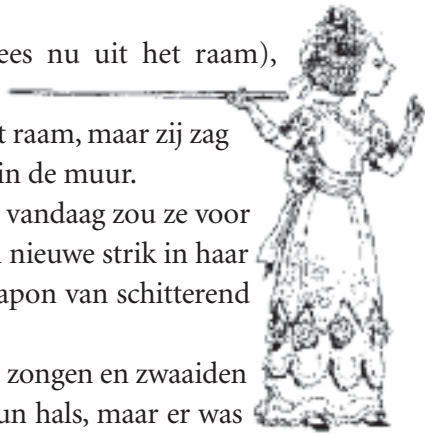 ees nu uit het raam),
t raam, maar zij zag
in de muur.
vandaag zou ze voor
nieuwe strik in haar
apon van schitterend
zongen en zwaaiden
un hals, maar er was